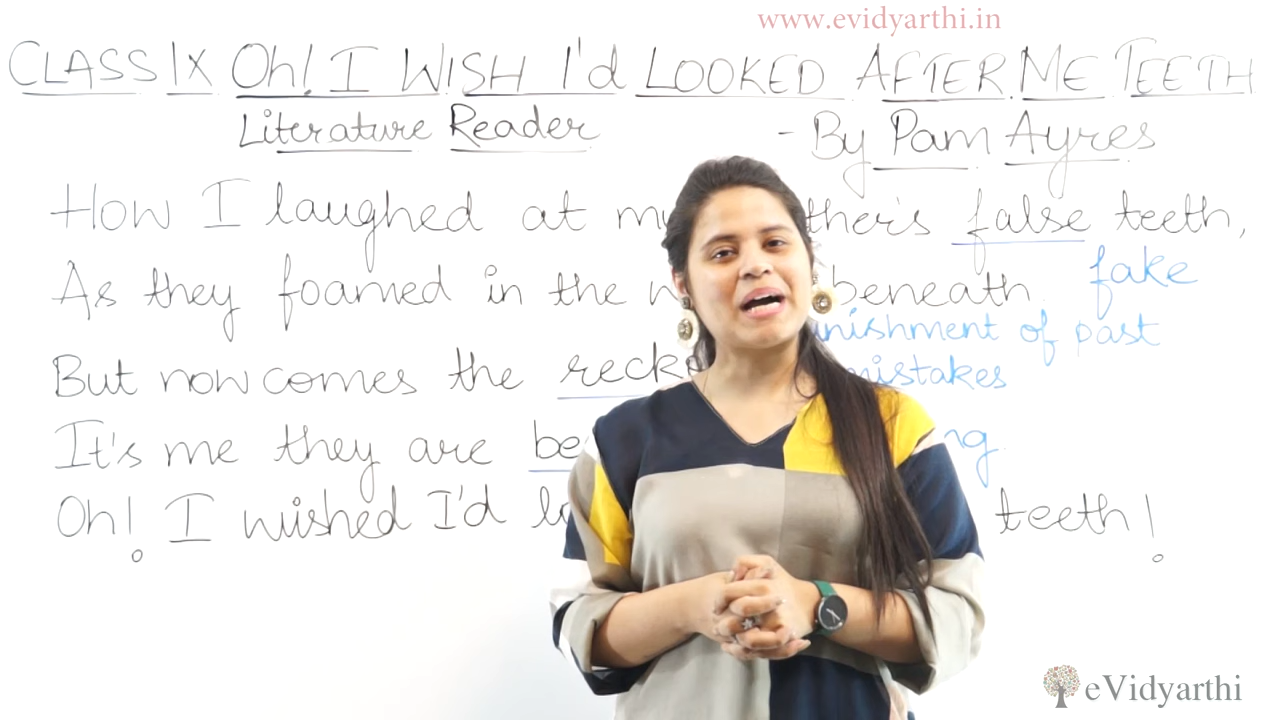 www.evidyarthi.in
CLASS IX Oh! I WISH I'd LOOKED AFTER ME TEETH
Literature Reader - By Pam Ayres
How I laughed at my false teeth,
As they foamed in the beneath. fake
of past
But now comes the mistakes
It's me they are
Oh! I wished I'd teeth!
eVidyarthi